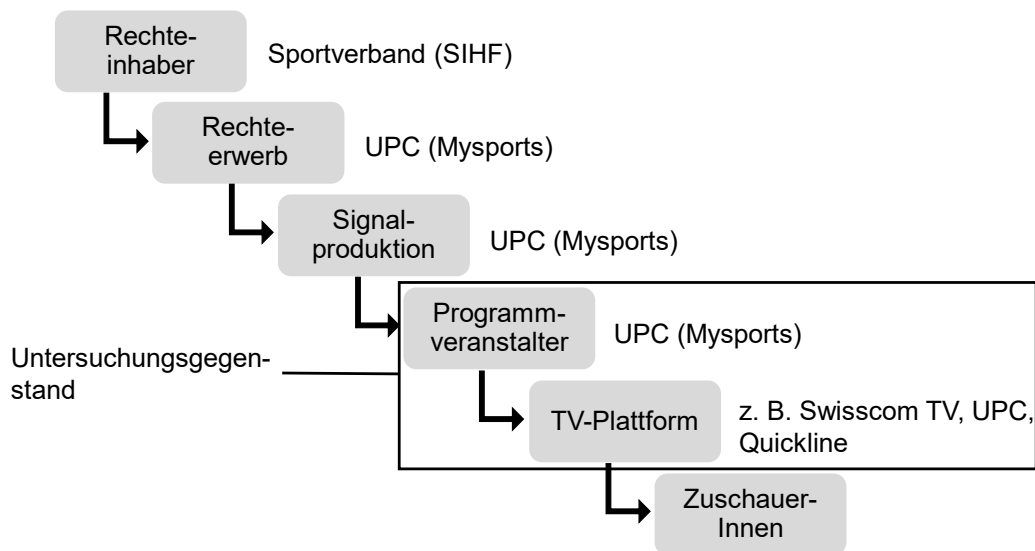 Rechte-
inhaber
Sportverband (SIHF)
Rechte-
erwerb
UPC (Mysports)
Signal-
produktion
UPC (Mysports)
Programm-
veranstalter
UPC (Mysports)
Untersuchungsgegen-
stand
TV-Plattform
z. B. Swisscom TV, UPC,
Quickline
Zuschauer-
Innen